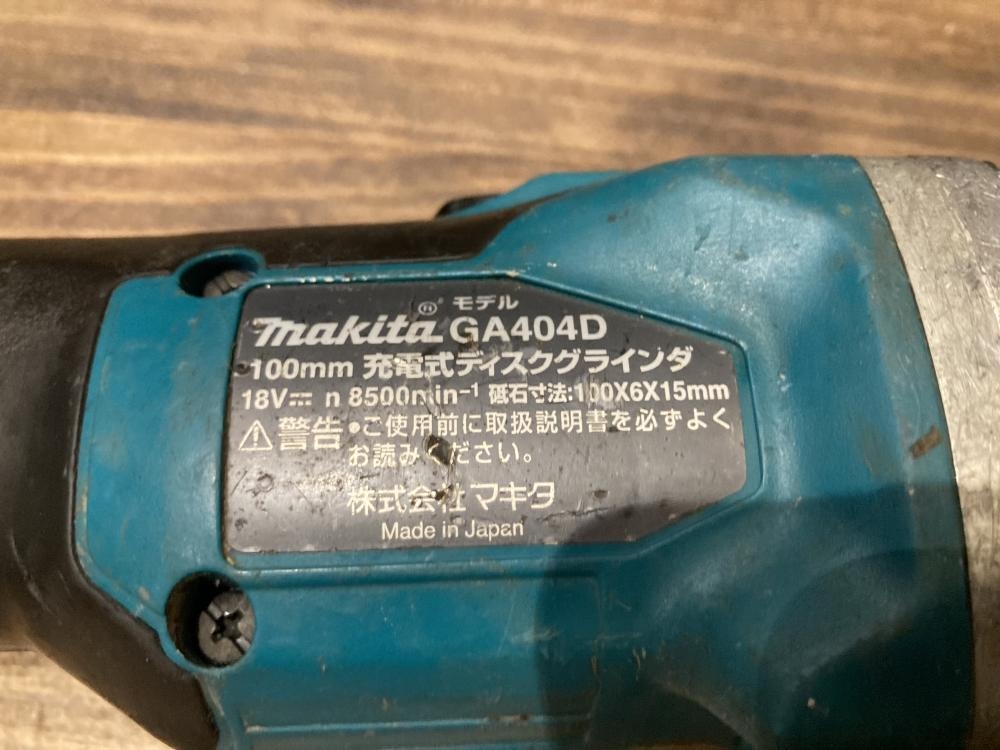 モデル
makita GA404D
100mm 充電式ディスクグラインダ
18V⎓ n 8500min⁻¹ 砥石寸法:100X6X15mm
⚠警告 •ご使用前に取扱説明書を必ずよく
お読みください。
株式会社マキタ
Made in Japan